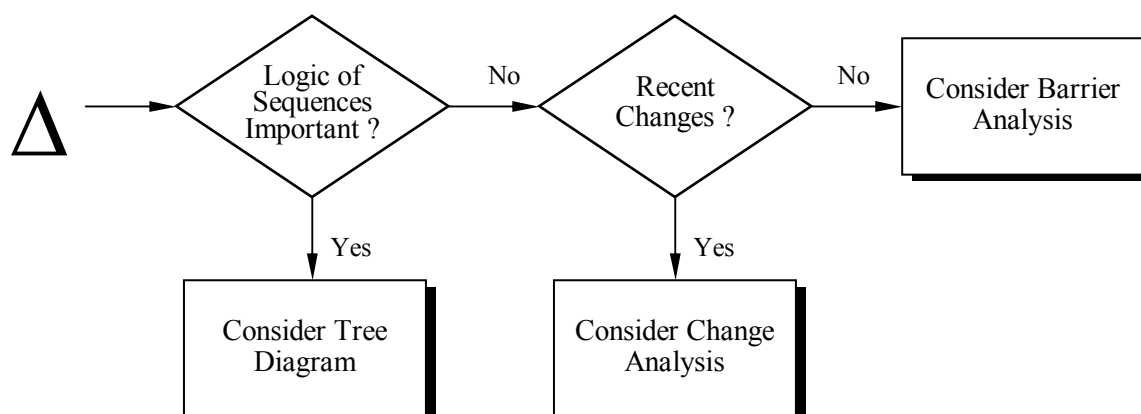 Δ
Logic of
Sequences
Important ?
No
Recent
Changes ?
No
Consider Barrier
Analysis
Yes
Yes
Consider Tree
Diagram
Consider Change
Analysis